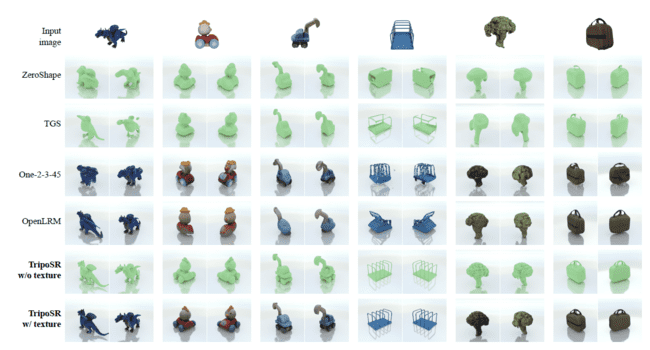 Input
image
ZeroShape
TGS
One-2-3-45
OpenLRM
TripoSR
w/o texture
TripoSR
w/ texture